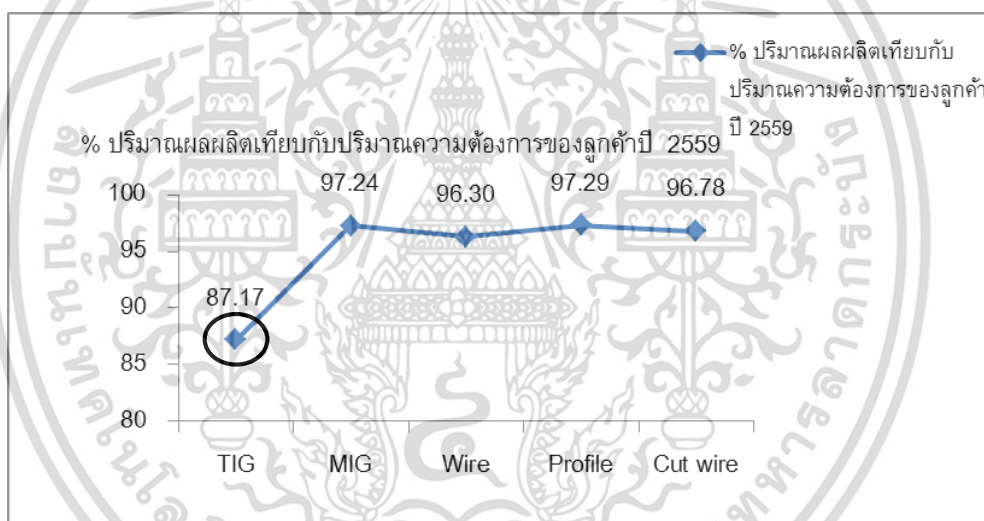 % ปริมาณผลผลิตเทียบกับ
ปริมาณความต้องการของลูกค้า
ปี 2559
% ปริมาณผลผลิตเทียบกับปริมาณความต้องการของลูกค้าปี 2559
100
95
90
85
80
87.17
97.24
96.30
97.29
96.78
TIG
MIG
Wire
Profile
Cut wire